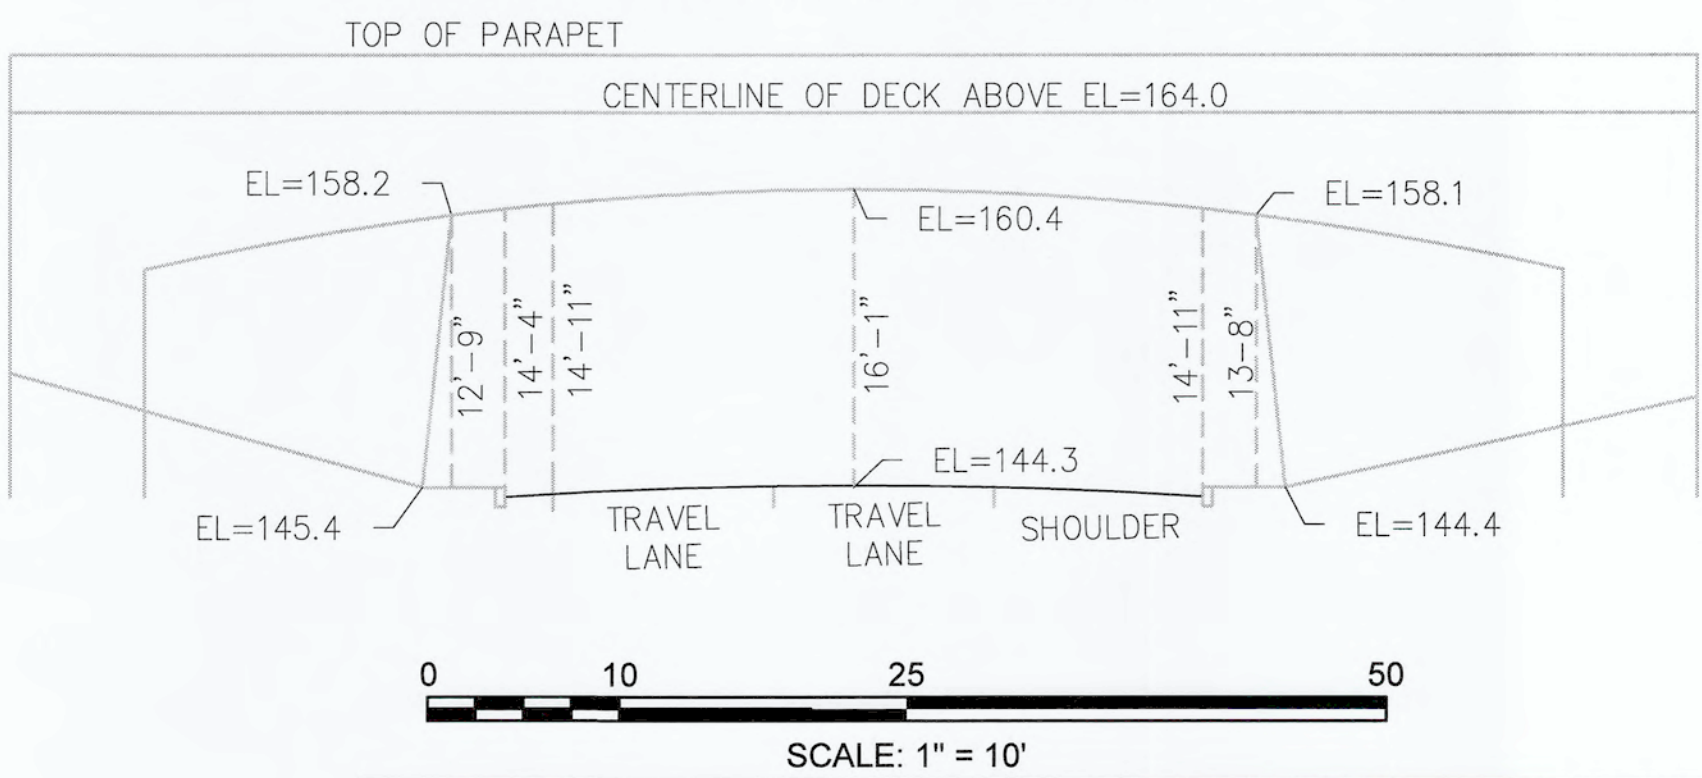 TOP OF PARAPET
CENTERLINE OF DECK ABOVE EL=164.0
EL=158.2
EL=160.4
EL=158.1
12'-9"
14'-4"
14'-11"
16'-1"
14'-11"
13-8"
EL=144.3
EL=145.4
TRAVEL
LANE
TRAVEL
LANE
SHOULDER
EL=144.4
0 10 25 50
SCALE: 1" = 10'